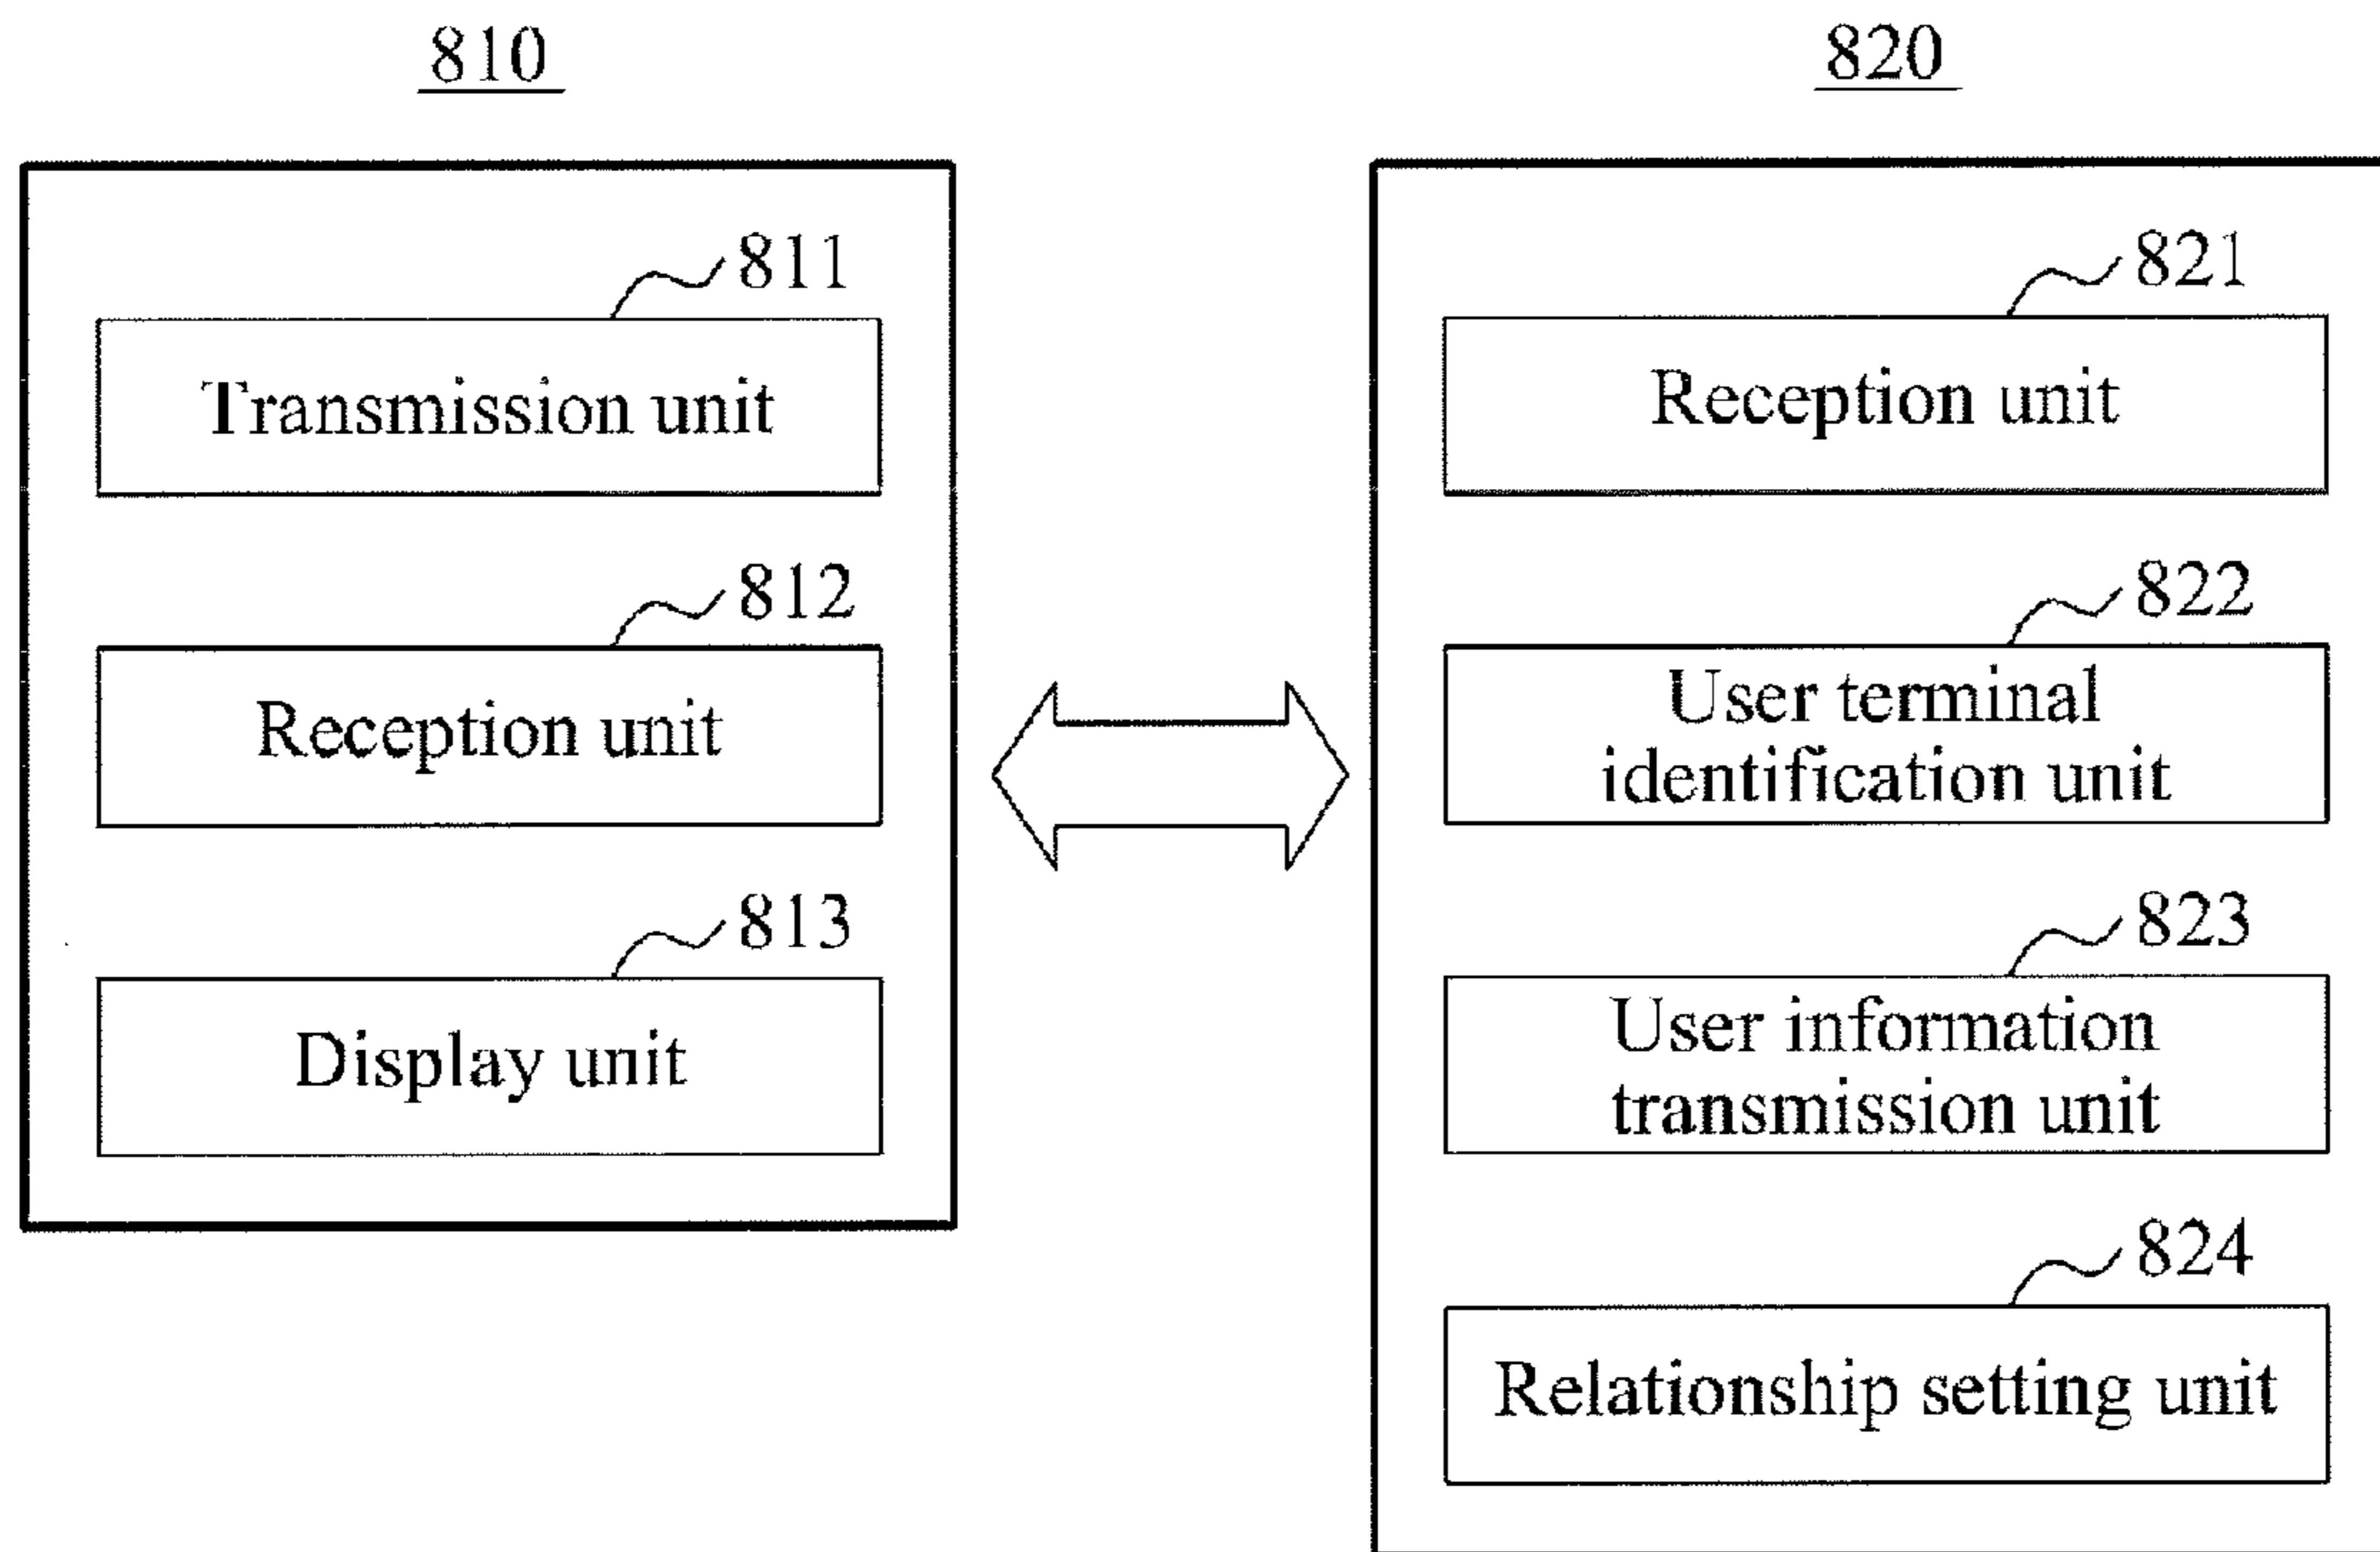 810
811
Transmission unit
812
Reception unit
813
Display unit
820
821
Reception unit
822
User terminal
identification unit
823
User information
transmission unit
824
Relationship setting unit